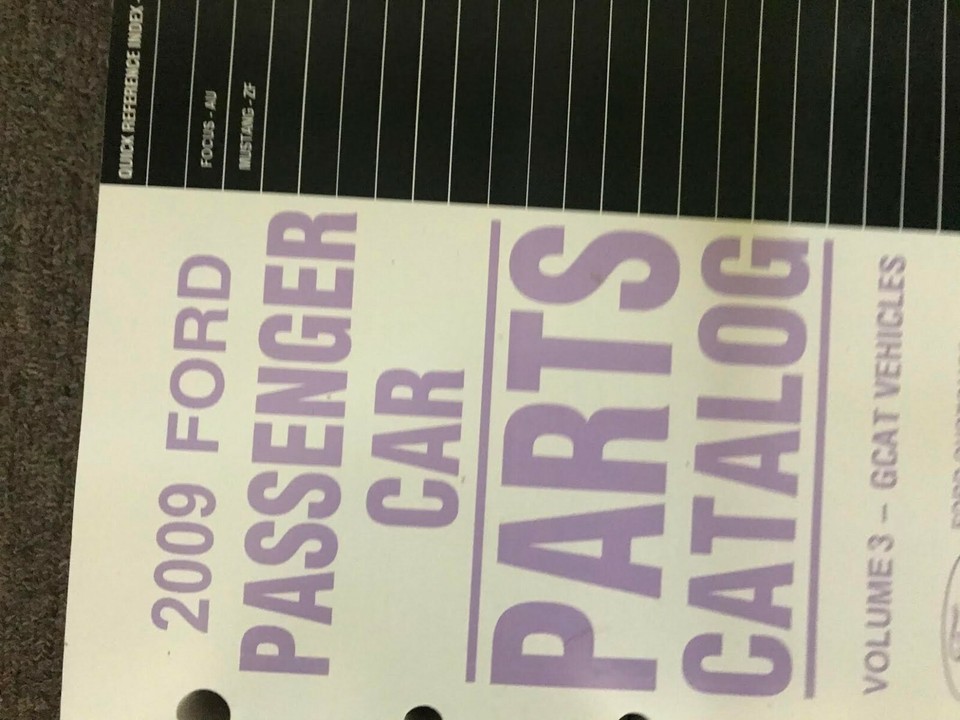 2009 FORD
PASSENGER
CAR
PARTS
CATALOG
VOLUME 3 – GCAT VEHICLES
QUICK REFERENCE INDEX
FOCUS - AU
MUSTANG - ZF